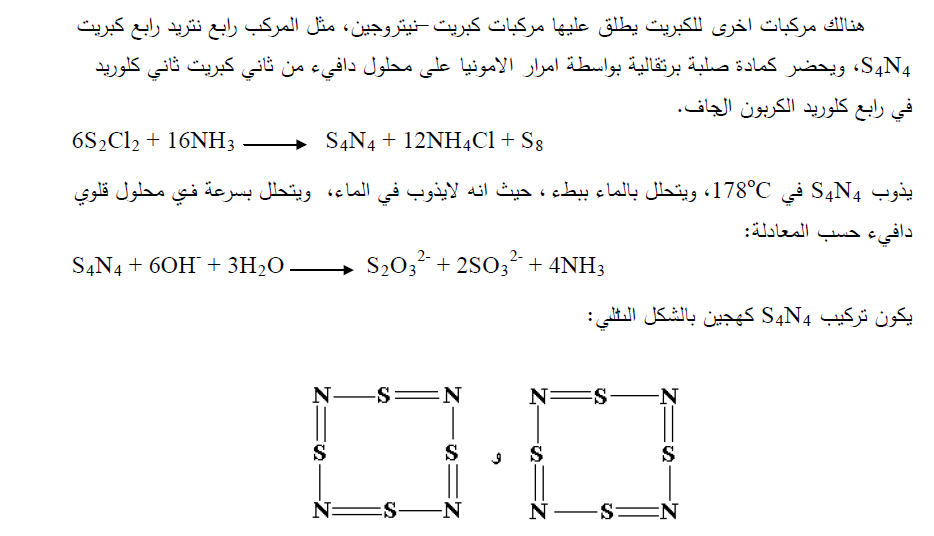 هنالك مركبات اخرى للكبريت يطلق عليها مركبات كبريت –نيتروجين، مثل المركب رابع نتريد رابع كبريت
S₄N₄، ويحضر كمادة صلبة برتقالية بواسطة امرار الامونيا على محلول دافيء من ثاني كبريت ثاني كلوريد
في رابع كلوريد الكربون الجاف.
6S₂Cl₂ + 16NH₃ ⟶ S₄N₄ + 12NH₄Cl + S₈
يذوب S₄N₄ في 178°C، ويتحلل بالماء ببطء ، حيث انه لايذوب في الماء، ويتحلل بسرعة في محلول قلوي
دافيء حسب المعادلة:
S₄N₄ + 6OH⁻ + 3H₂O ⟶ S₂O₃²⁻ + 2SO₃²⁻ + 4NH₃
يكون تركيب S₄N₄ كهجين بالشكل التالي:
N—S=N N=S—N
S S و S S
N=S—N N—S=N